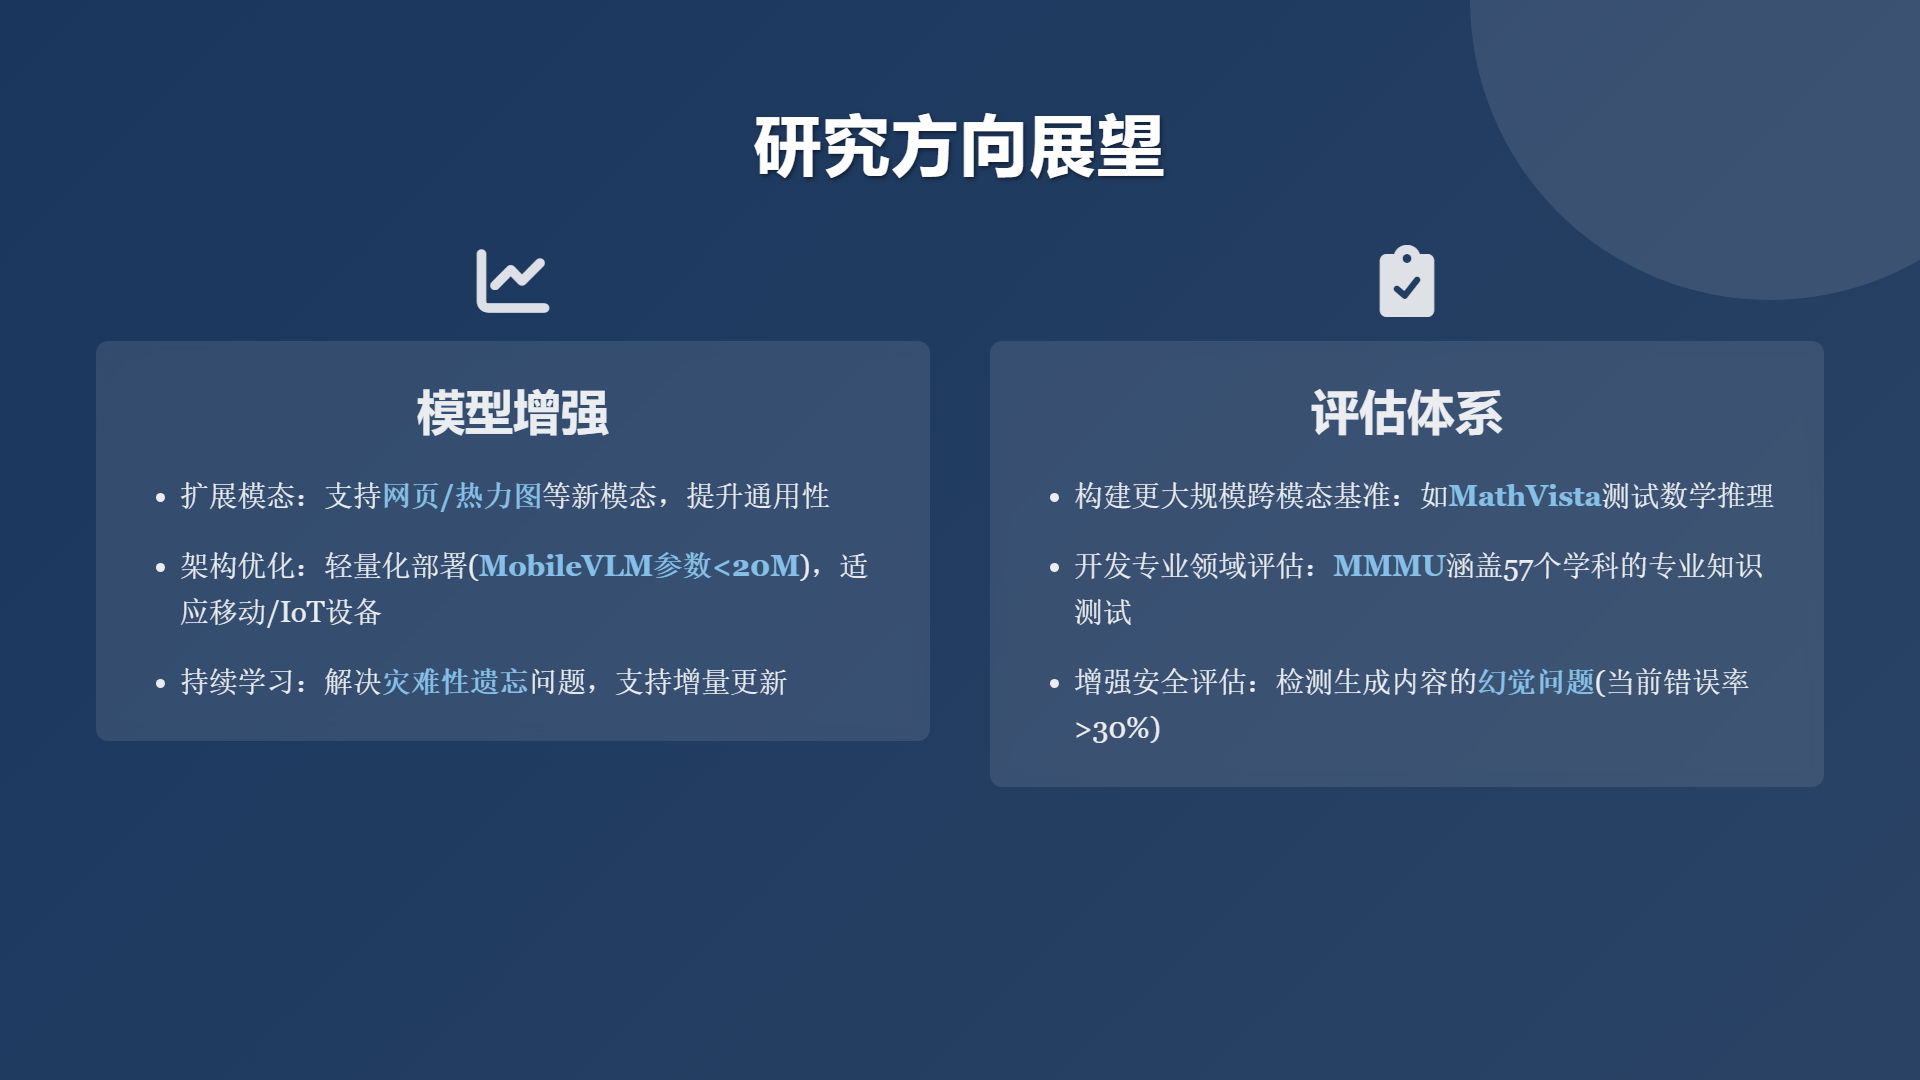 研究方向展望
模型增强
扩展模态：支持网页/热力图等新模态，提升通用性
架构优化：轻量化部署(MobileVLM参数<20M)，适
应移动/IoT设备
持续学习：解决灾难性遗忘问题，支持增量更新
评估体系
构建更大规模跨模态基准：如MathVista测试数学推理
开发专业领域评估：MMMU涵盖57个学科的专业知识
测试
增强安全评估：检测生成内容的幻觉问题(当前错误率
>30%)